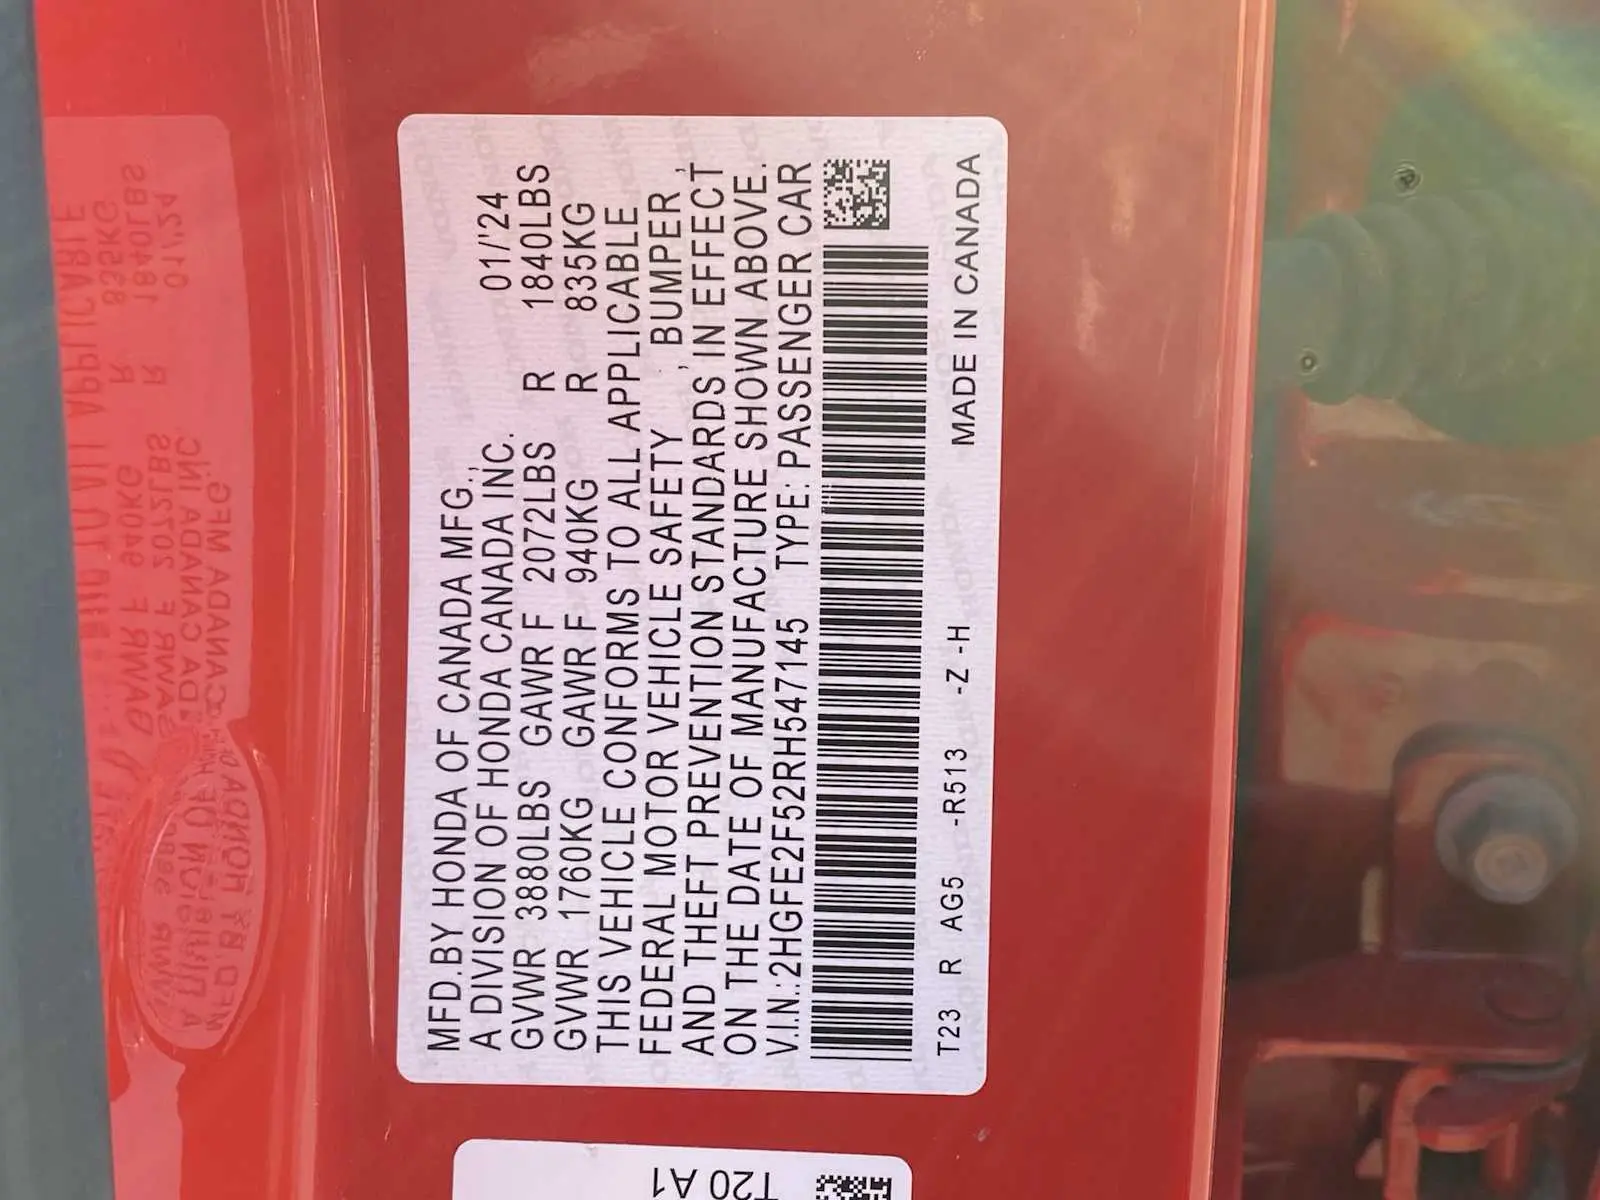 MFD.BY HONDA OF CANADA MFG.,
A DIVISION OF HONDA CANADA INC. 01/'24
GVWR 3880LBS GAWR F 2072LBS R 1840LBS
GVWR 1760KG GAWR F 940KG R 835KG
THIS VEHICLE CONFORMS TO ALL APPLICABLE
FEDERAL MOTOR VEHICLE SAFETY , BUMPER ,
AND THEFT PREVENTION STANDARDS IN EFFECT
ON THE DATE OF MANUFACTURE SHOWN ABOVE.
V.I.N.:2HGFE2F52RH547145 TYPE: PASSENGER CAR
T23 R AG5 -R513 -Z -H MADE IN CANADA
T20 A1